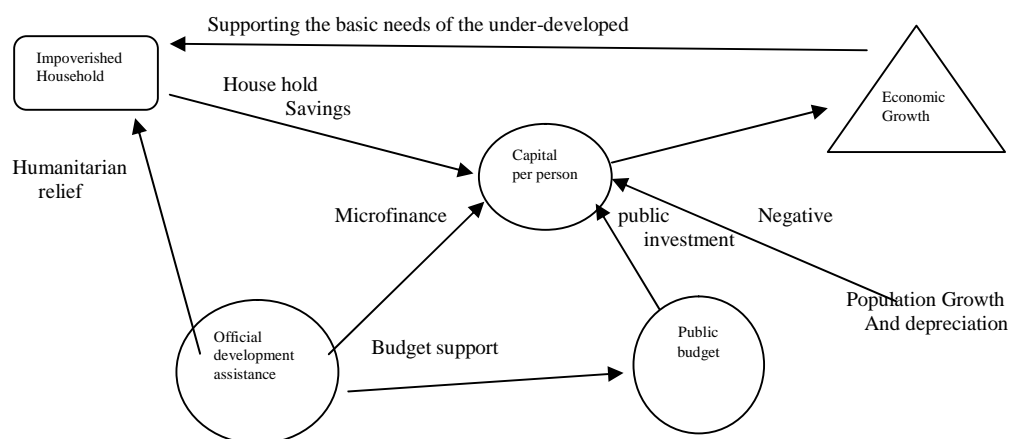 Supporting the basic needs of the under-developed
Impoverished
Household
House hold
Savings
Economic
Growth
Capital
per person
Humanitarian
relief
Microfinance
public
investment
Negative
Population Growth
And depreciation
Official
development
assistance
Budget support
Public
budget